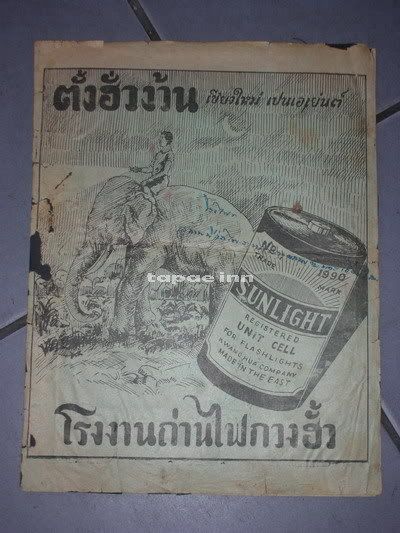 ตั้งฮั่วง้วน เชียงใหม่ เปนเอเย่นต์
tapae inn
No 1990
TRADE MARK
SUNLIGHT
REGISTERED
UNIT CELL
FOR FLASHLIGHTS
KWANGHUA COMPANY
MADE IN THE EAST
โรงงานถ่านไฟกวงฮั้ว